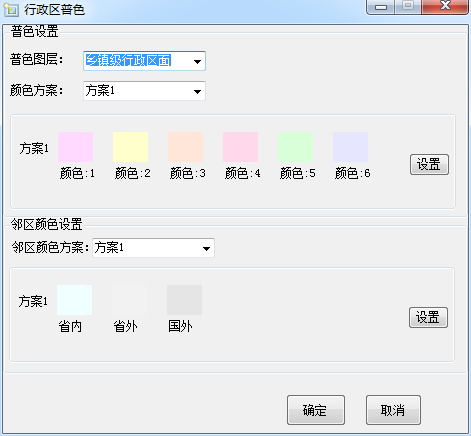 行政区普色
普色设置
普色图层： 乡镇级行政区面
颜色方案： 方案1
方案1
颜色:1 颜色:2 颜色:3 颜色:4 颜色:5 颜色:6
设置
邻区颜色设置
邻区颜色方案: 方案1
方案1
省内 省外 国外
设置
确定 取消